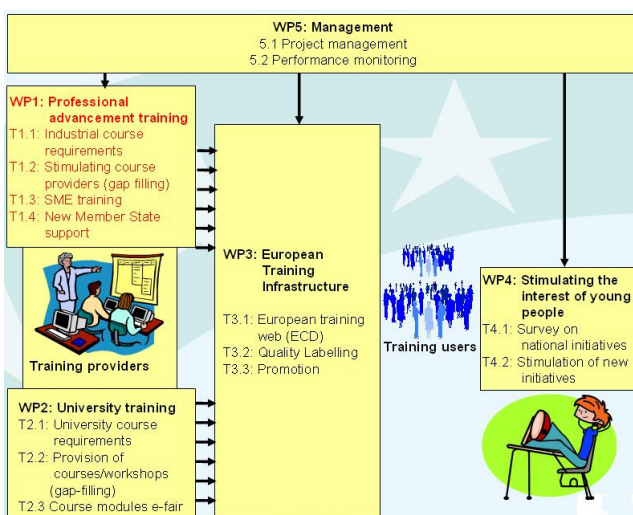 WP5: Management
5.1 Project management
5.2 Performance monitoring
WP1: Professional
advancement training
T1.1: Industrial course
requirements
T1.2: Stimulating course
providers (gap filling)
T1.3: SME training
T1.4: New Member State
support
Training providers
WP2: University training
T2.1: University course
requirements
T2.2: Provision of
courses/workshops
(gap-filling)
T2.3 Course modules e-fair
WP3: European
Training
Infrastructure
T3.1: European training
web (ECD)
T3.2: Quality Labelling
T3.3: Promotion
Training users
WP4: Stimulating the
interest of young
people
T4.1: Survey on
national initiatives
T4.2: Stimulation of new
initiatives